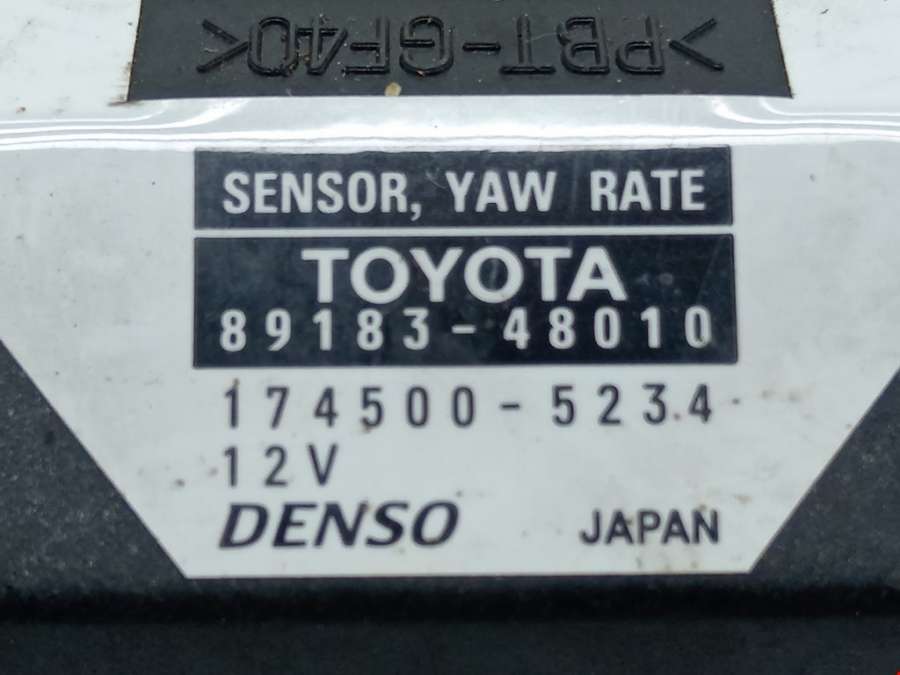 >PBT-GF40<
SENSOR, YAW RATE
TOYOTA
89183-48010
174500-5234
12V
DENSO JAPAN